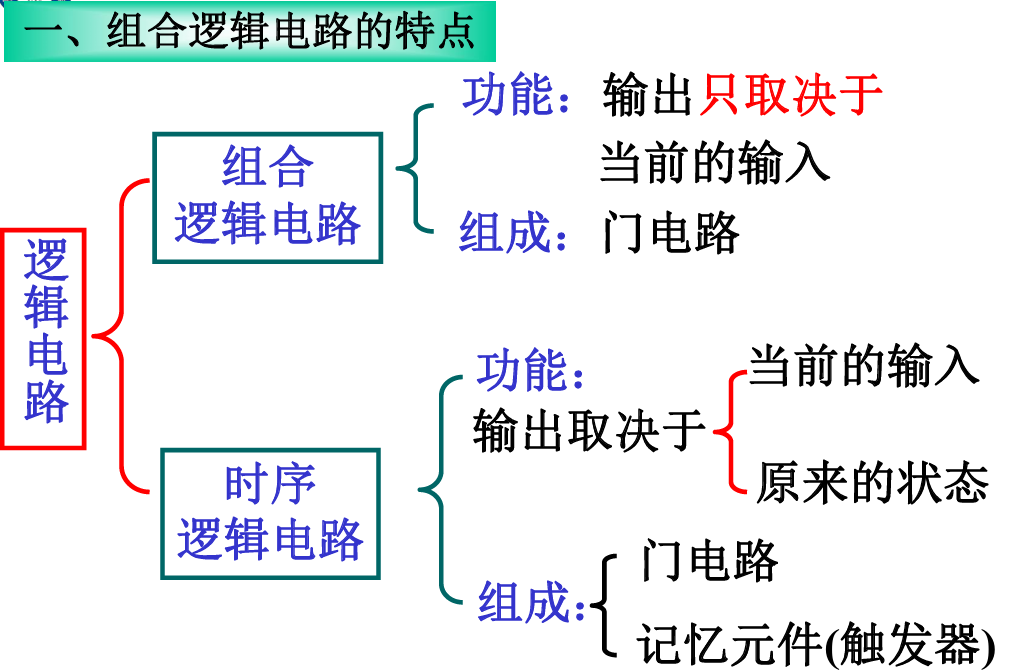 一、组合逻辑电路的特点
逻辑电路
组合
逻辑电路
功能：输出只取决于
当前的输入
组成：门电路
时序
逻辑电路
功能：
输出取决于
当前的输入
原来的状态
组成：
门电路
记忆元件(触发器)